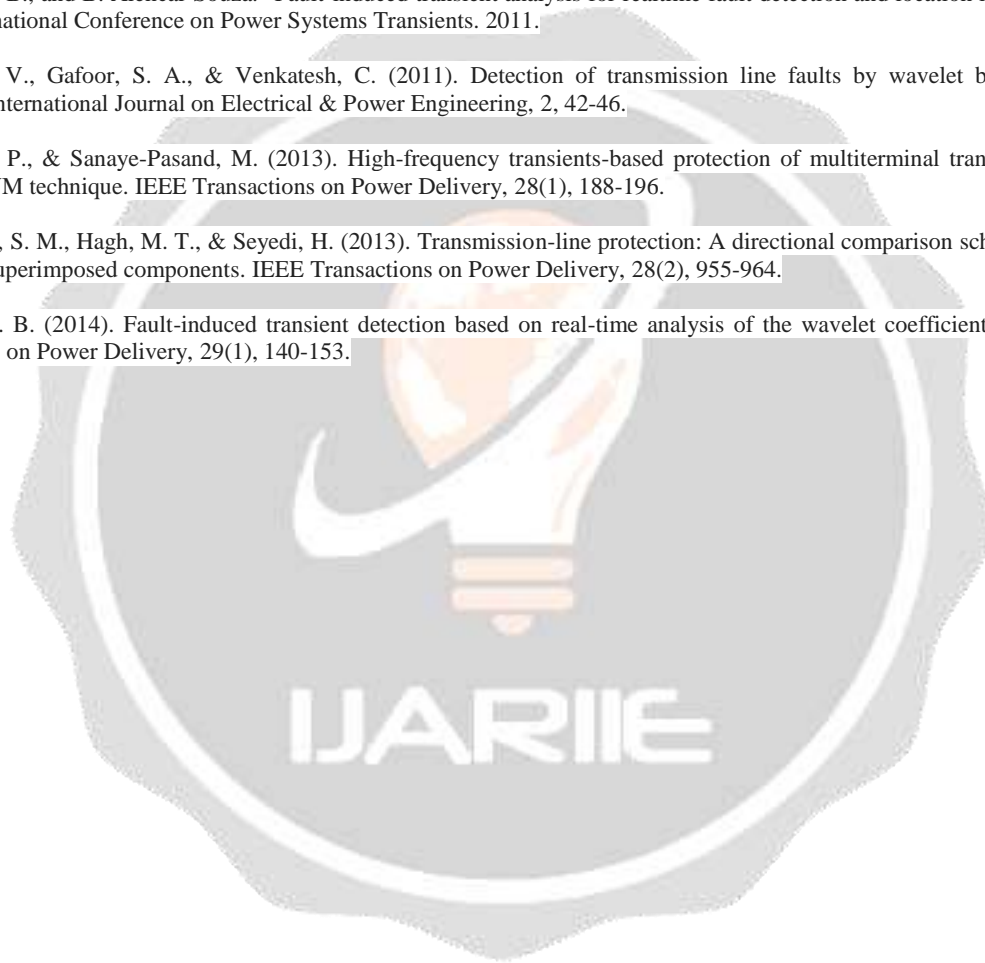 national Conference on Power Systems Transients. 2011.
V., Gafoor, S. A., & Venkatesh, C. (2011). Detection of transmission line faults by wavelet b
nternational Journal on Electrical & Power Engineering, 2, 42-46.
P., & Sanaye-Pasand, M. (2013). High-frequency transients-based protection of multiterminal tran
M technique. IEEE Transactions on Power Delivery, 28(1), 188-196.
, S. M., Hagh, M. T., & Seyedi, H. (2013). Transmission-line protection: A directional comparison sch
uperimposed components. IEEE Transactions on Power Delivery, 28(2), 955-964.
. B. (2014). Fault-induced transient detection based on real-time analysis of the wavelet coefficient
on Power Delivery, 29(1), 140-153.
IJARIIE